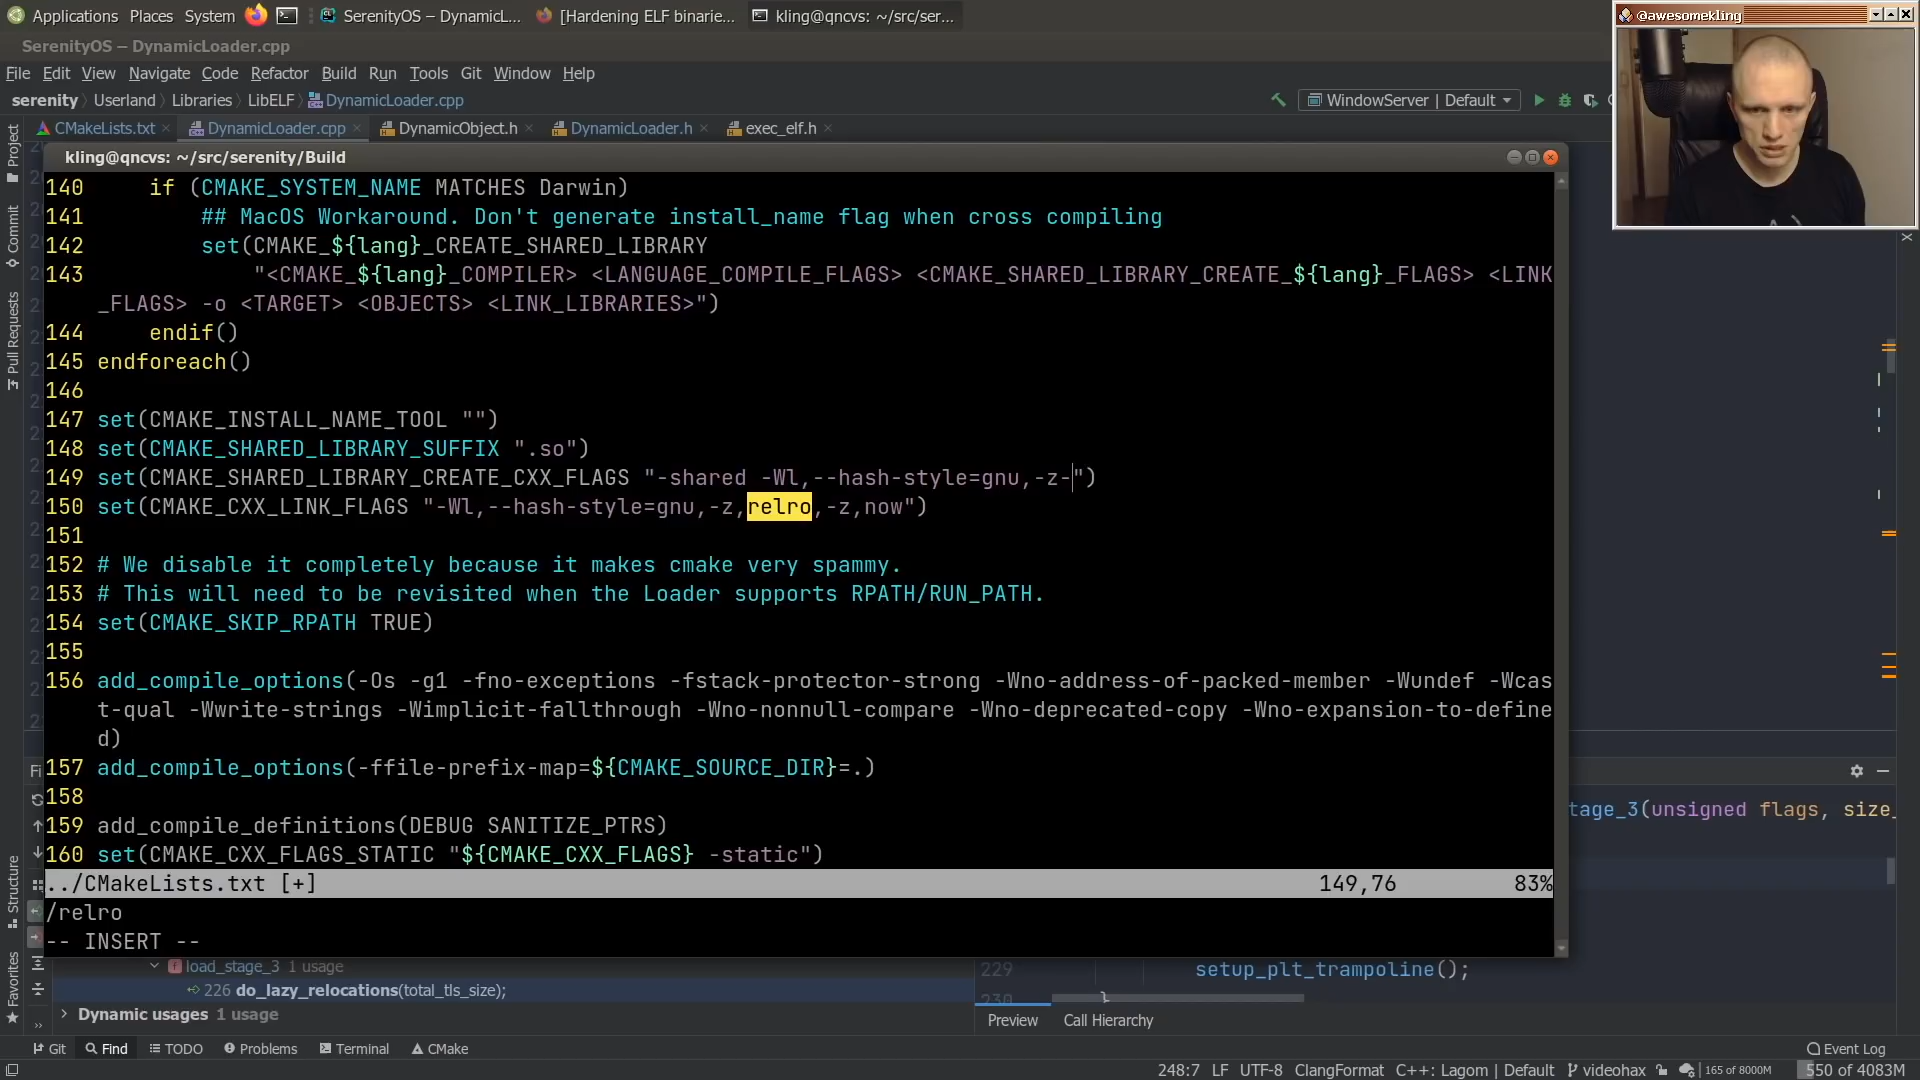 Applications Places System SerenityOS – DynamicL... [Hardening ELF binarie... kling@qncvs: ~/src/ser...
@awesomekling
SerenityOS – DynamicLoader.cpp
File Edit View Navigate Code Refactor Build Run Tools Git Window Help
serenity Userland Libraries LibELF DynamicLoader.cpp WindowServer | Default
CMakeLists.txt DynamicLoader.cpp DynamicObject.h DynamicLoader.h exec_elf.h
kling@qncvs: ~/src/serenity/Build
140     if (CMAKE_SYSTEM_NAME MATCHES Darwin)
141         ## MacOS Workaround. Don't generate install_name flag when cross compiling
142         set(CMAKE_${lang}_CREATE_SHARED_LIBRARY
143             "<CMAKE_${lang}_COMPILER> <LANGUAGE_COMPILE_FLAGS> <CMAKE_SHARED_LIBRARY_CREATE_${lang}_FLAGS> <LINK
_FLAGS> -o <TARGET> <OBJECTS> <LINK_LIBRARIES>")
144     endif()
145 endforeach()
146
147 set(CMAKE_INSTALL_NAME_TOOL "")
148 set(CMAKE_SHARED_LIBRARY_SUFFIX ".so")
149 set(CMAKE_SHARED_LIBRARY_CREATE_CXX_FLAGS "-shared -Wl,--hash-style=gnu,-z-")
150 set(CMAKE_CXX_LINK_FLAGS "-Wl,--hash-style=gnu,-z,relro,-z,now")
151
152 # We disable it completely because it makes cmake very spammy.
153 # This will need to be revisited when the Loader supports RPATH/RUN_PATH.
154 set(CMAKE_SKIP_RPATH TRUE)
155
156 add_compile_options(-Os -g1 -fno-exceptions -fstack-protector-strong -Wno-address-of-packed-member -Wundef -Wcas
t-qual -Wwrite-strings -Wimplicit-fallthrough -Wno-nonnull-compare -Wno-deprecated-copy -Wno-expansion-to-define
d)
157 add_compile_options(-ffile-prefix-map=${CMAKE_SOURCE_DIR}=.)
158
159 add_compile_definitions(DEBUG SANITIZE_PTRS)
160 set(CMAKE_CXX_FLAGS_STATIC "${CMAKE_CXX_FLAGS} -static")
../CMakeLists.txt [+] 149,76 83%
/relro
-- INSERT --
Project
Commit
Pull Requests
Structure
Favorites
tage_3(unsigned flags, size_
load_stage_3 1 usage
226 do_lazy_relocations(total_tls_size);
Dynamic usages 1 usage
229 setup_plt_trampoline();
230 }
Preview Call Hierarchy
Git Find TODO Problems Terminal CMake Event Log
248:7 LF UTF-8 ClangFormat C++: Lagom | Default videohax 165 of 8000M 550 of 4083M